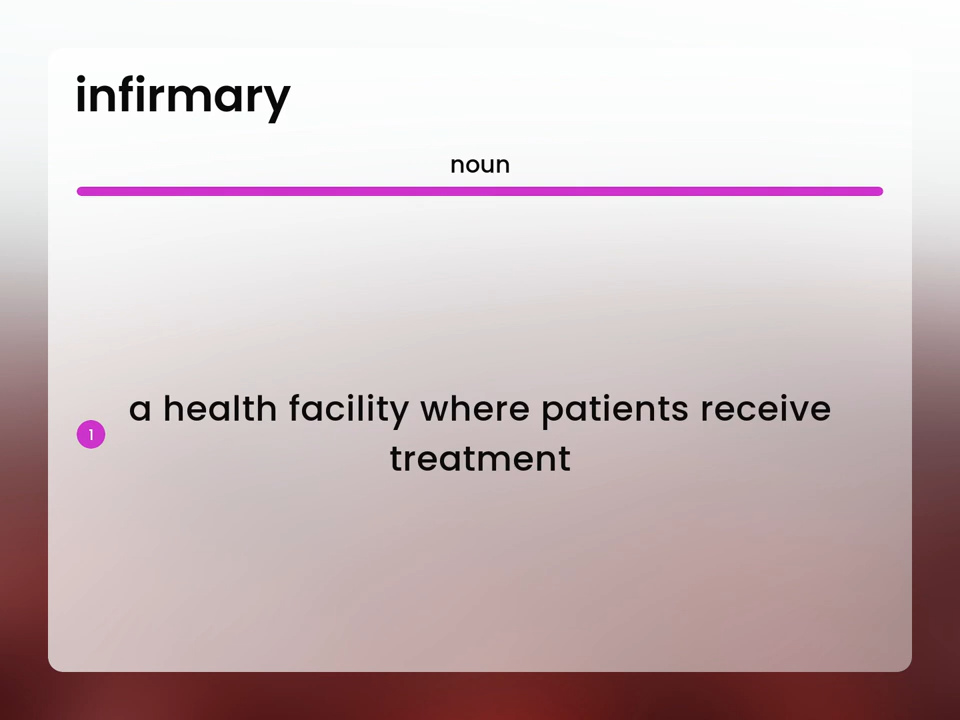 infirmary
noun
1
a health facility where patients receive
treatment